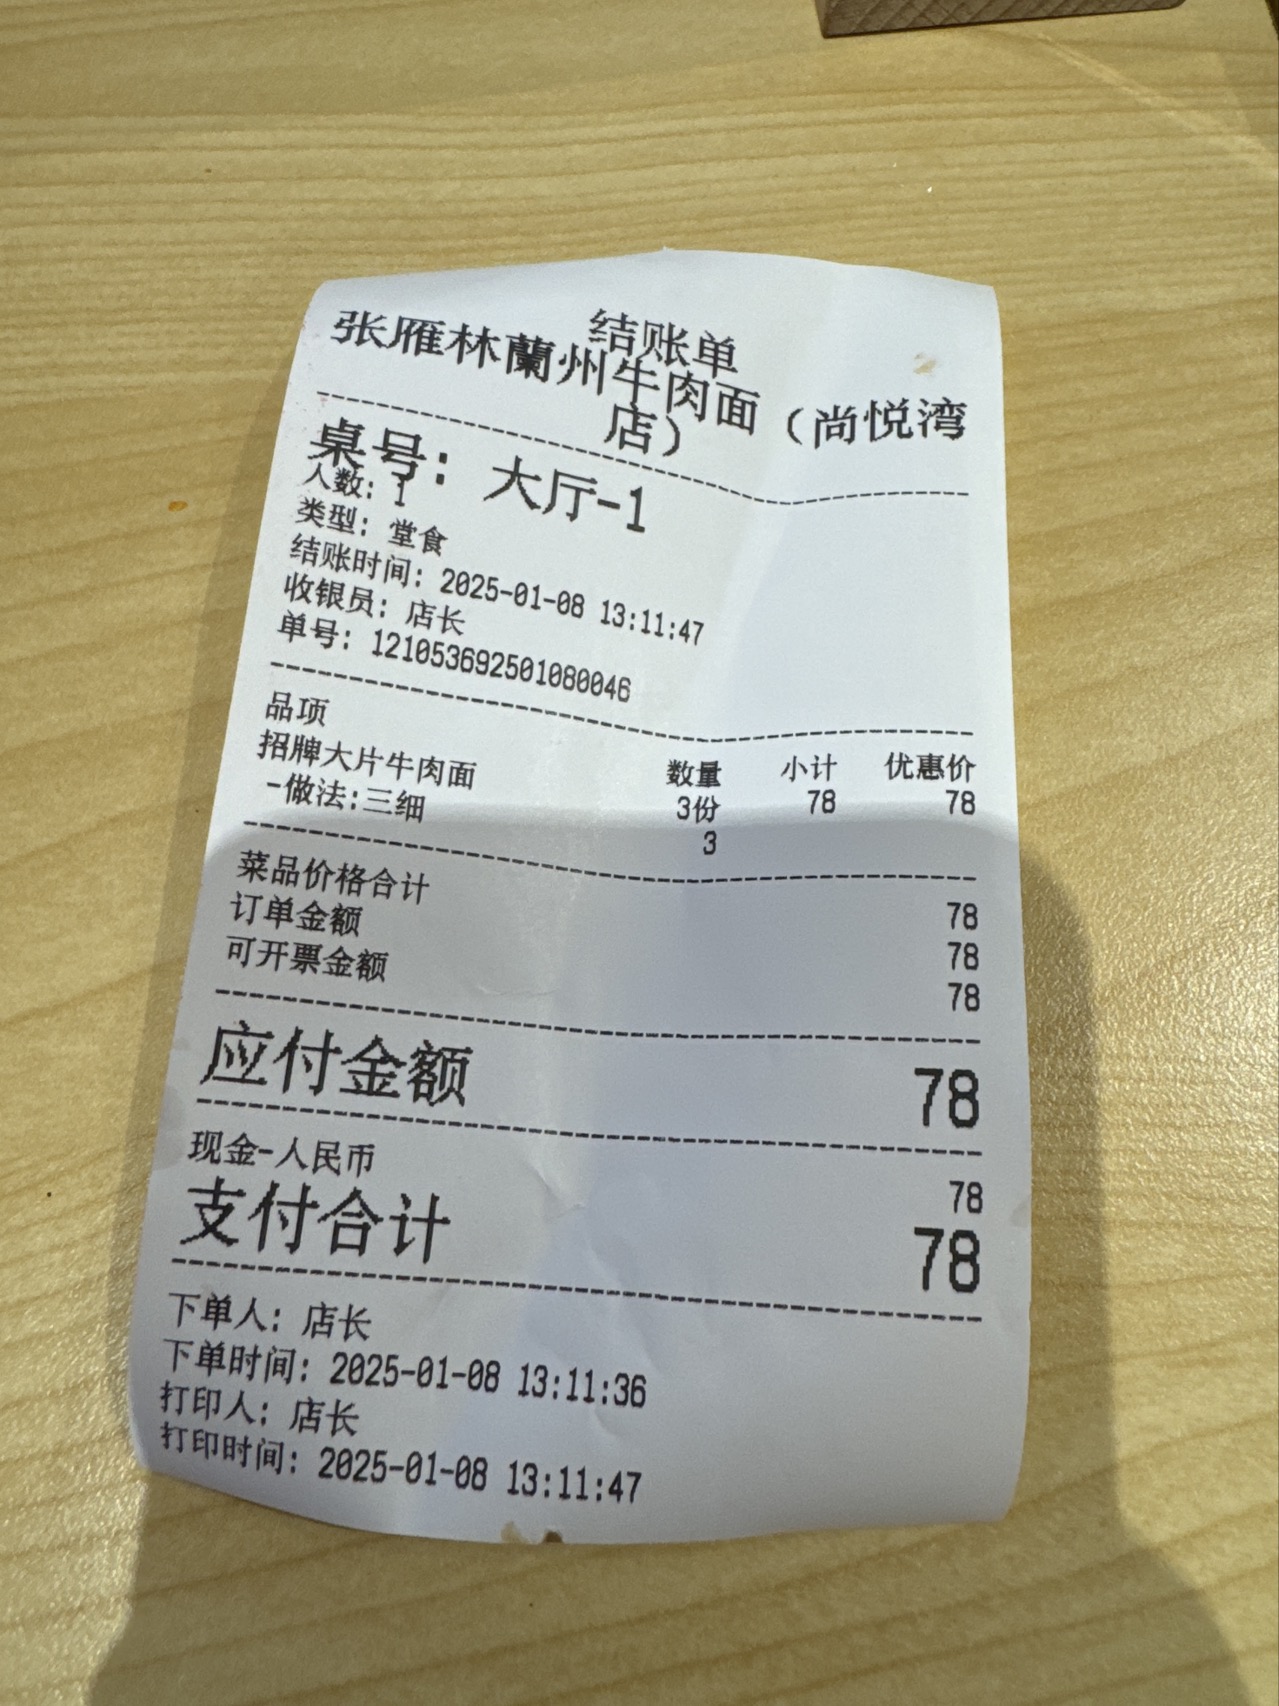 结账单
张雁林蘭州牛肉面（尚悦湾
店）
桌号：大厅-1
人数：1
类型：堂食
结账时间：2025-01-08 13:11:47
收银员：店长
单号：121053692501080046
品项 数量 小计 优惠价
招牌大片牛肉面 3份 78 78
-做法:三细 3
菜品价格合计 78
订单金额 78
可开票金额 78
应付金额 78
现金-人民币 78
支付合计 78
下单人：店长
下单时间：2025-01-08 13:11:36
打印人：店长
打印时间：2025-01-08 13:11:47